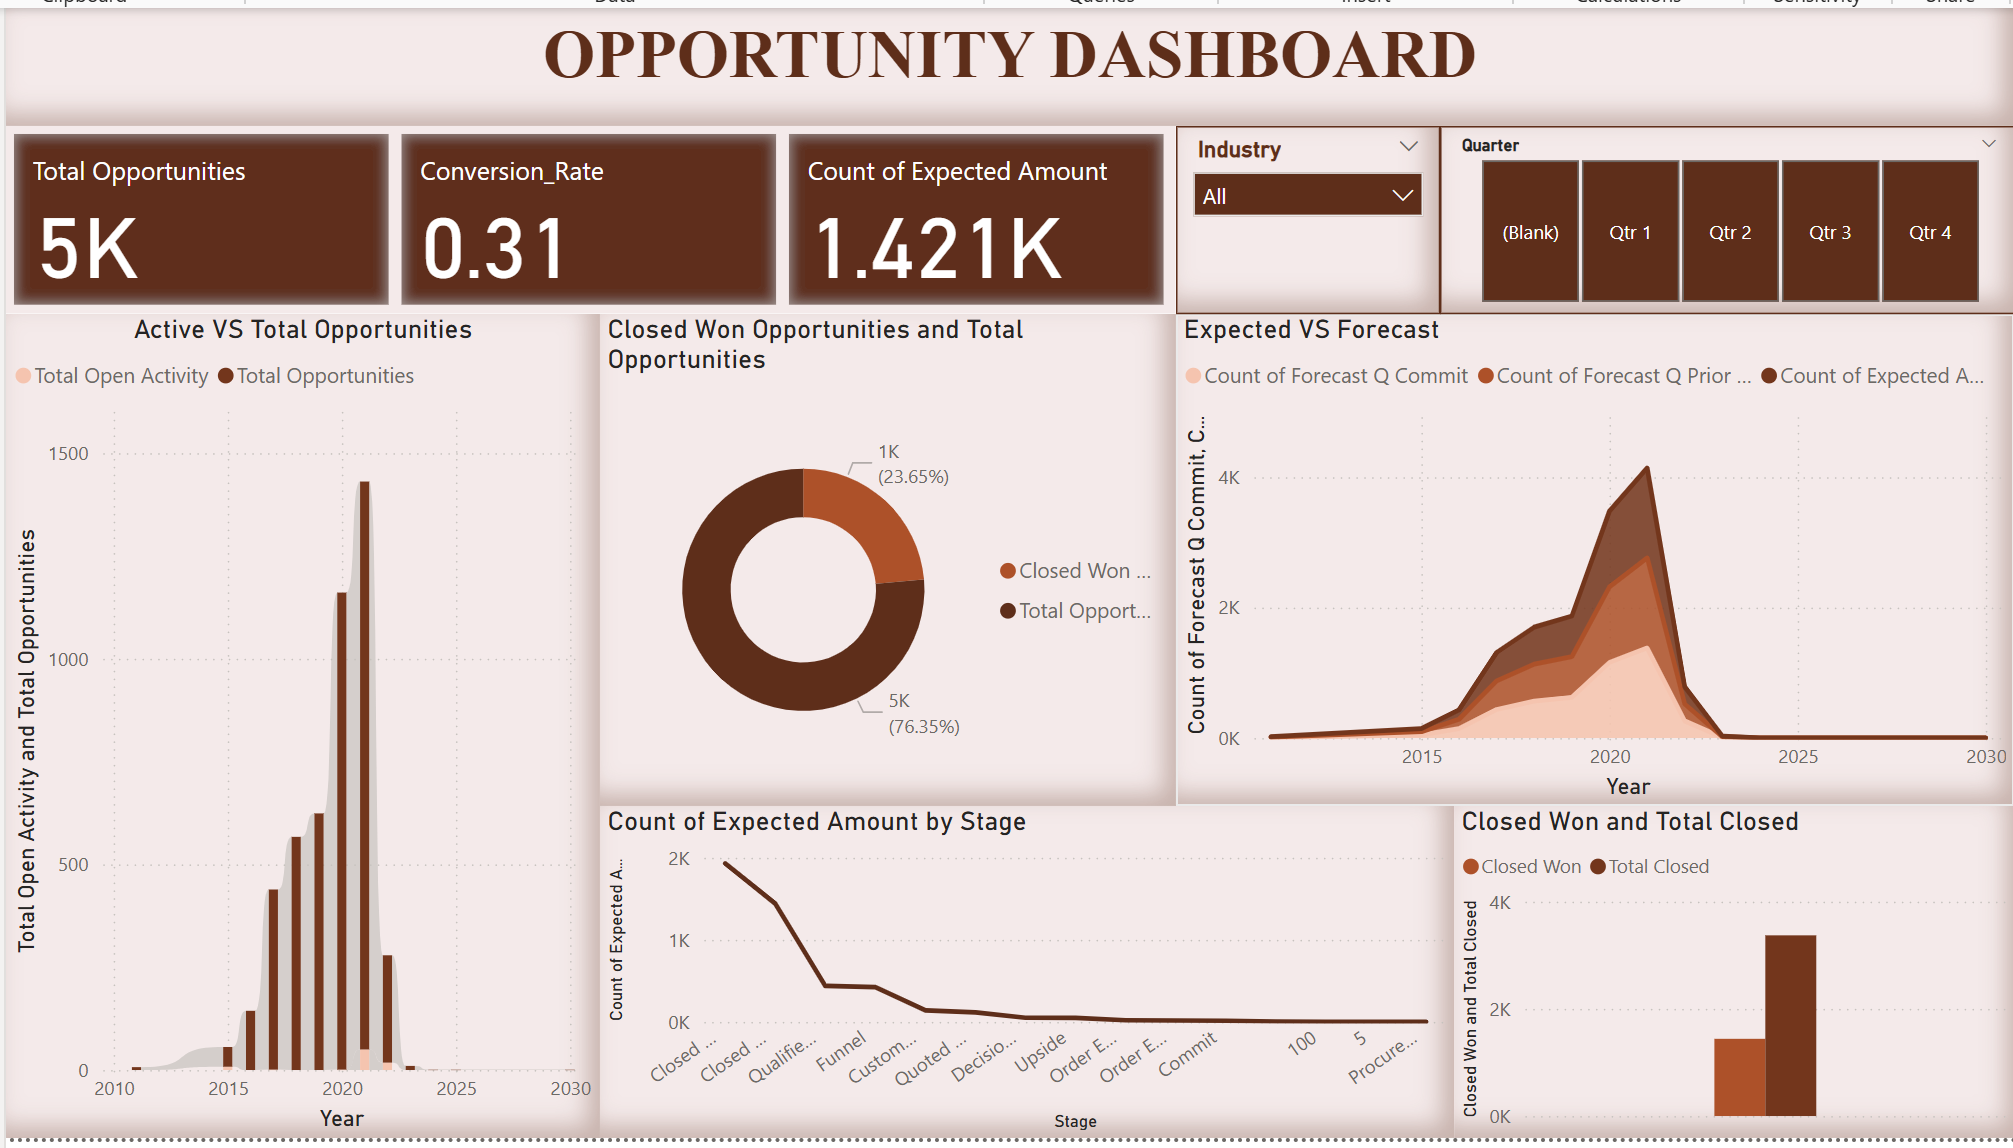 OPPORTUNITY DASHBOARD
Total Opportunities
5K
Conversion_Rate
0.31
Count of Expected Amount
1.421K
Industry
All
Quarter
(Blank)
Qtr 1
Qtr 2
Qtr 3
Qtr 4
Active VS Total Opportunities
Total Open Activity
Total Opportunities
Total Open Activity and Total Opportunities
1500
1000
500
0
2010
2015
2020
2025
2030
Year
Closed Won Opportunities and Total
Opportunities
1K
(23.65%)
5K
(76.35%)
Closed Won ...
Total Opport...
Expected VS Forecast
Count of Forecast Q Commit
Count of Forecast Q Prior ...
Count of Expected A...
Count of Forecast Q Commit, C...
4K
2K
0K
2015
2020
2025
2030
Year
Count of Expected Amount by Stage
Count of Expected A...
2K
1K
0K
Closed ...
Closed ...
Qualifie...
Funnel
Custom...
Quoted ...
Decisio...
Upside
Order E...
Order E...
Commit
100
5
Procure...
Stage
Closed Won and Total Closed
Closed Won
Total Closed
Closed Won and Total Closed
4K
2K
0K